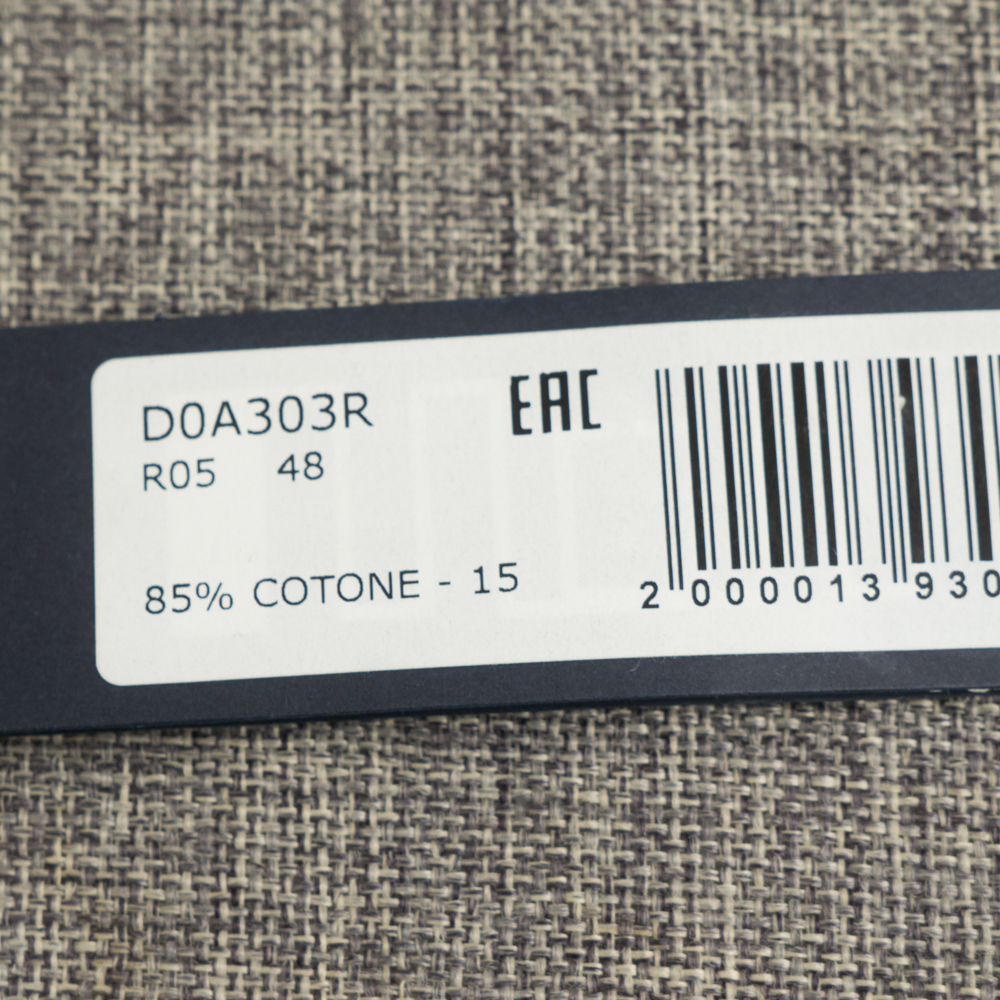 D0A303R
EAC
R05 48
85% COTONE - 15
2 000013 930